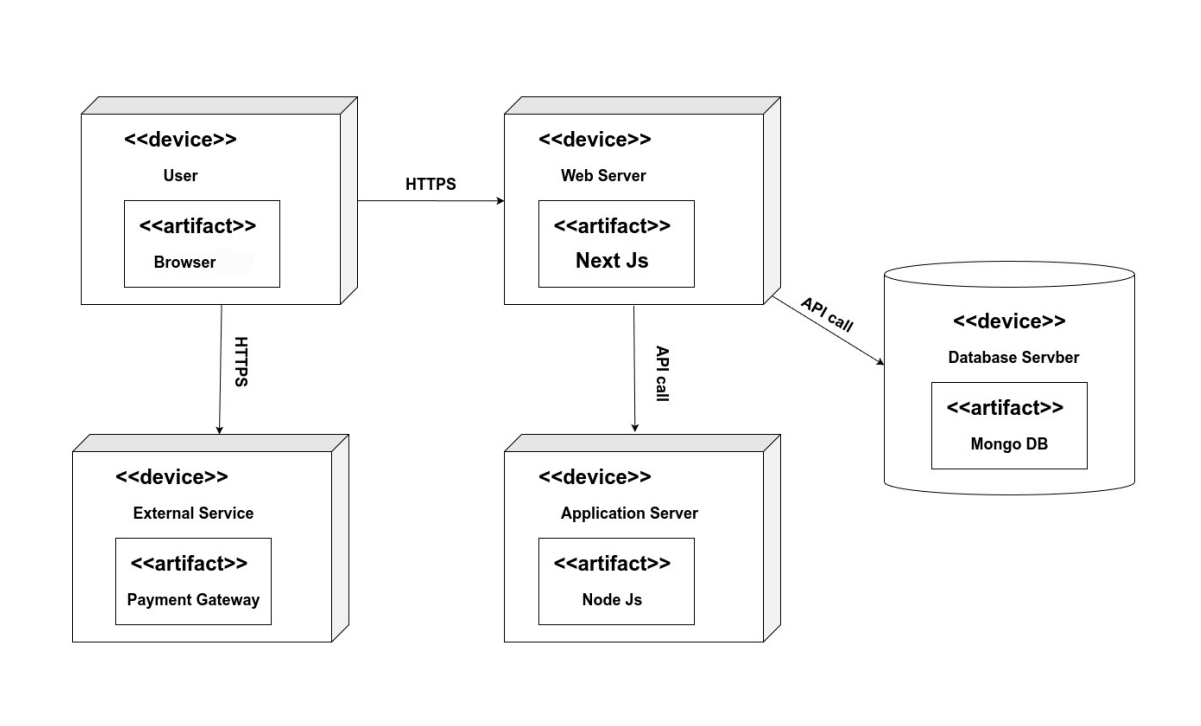 <<device>>
User
<<artifact>>
Browser
HTTPS
<<device>>
Web Server
<<artifact>>
Next Js
HTTPS
API call
API call
<<device>>
Database Servber
<<artifact>>
Mongo DB
<<device>>
External Service
<<artifact>>
Payment Gateway
<<device>>
Application Server
<<artifact>>
Node Js